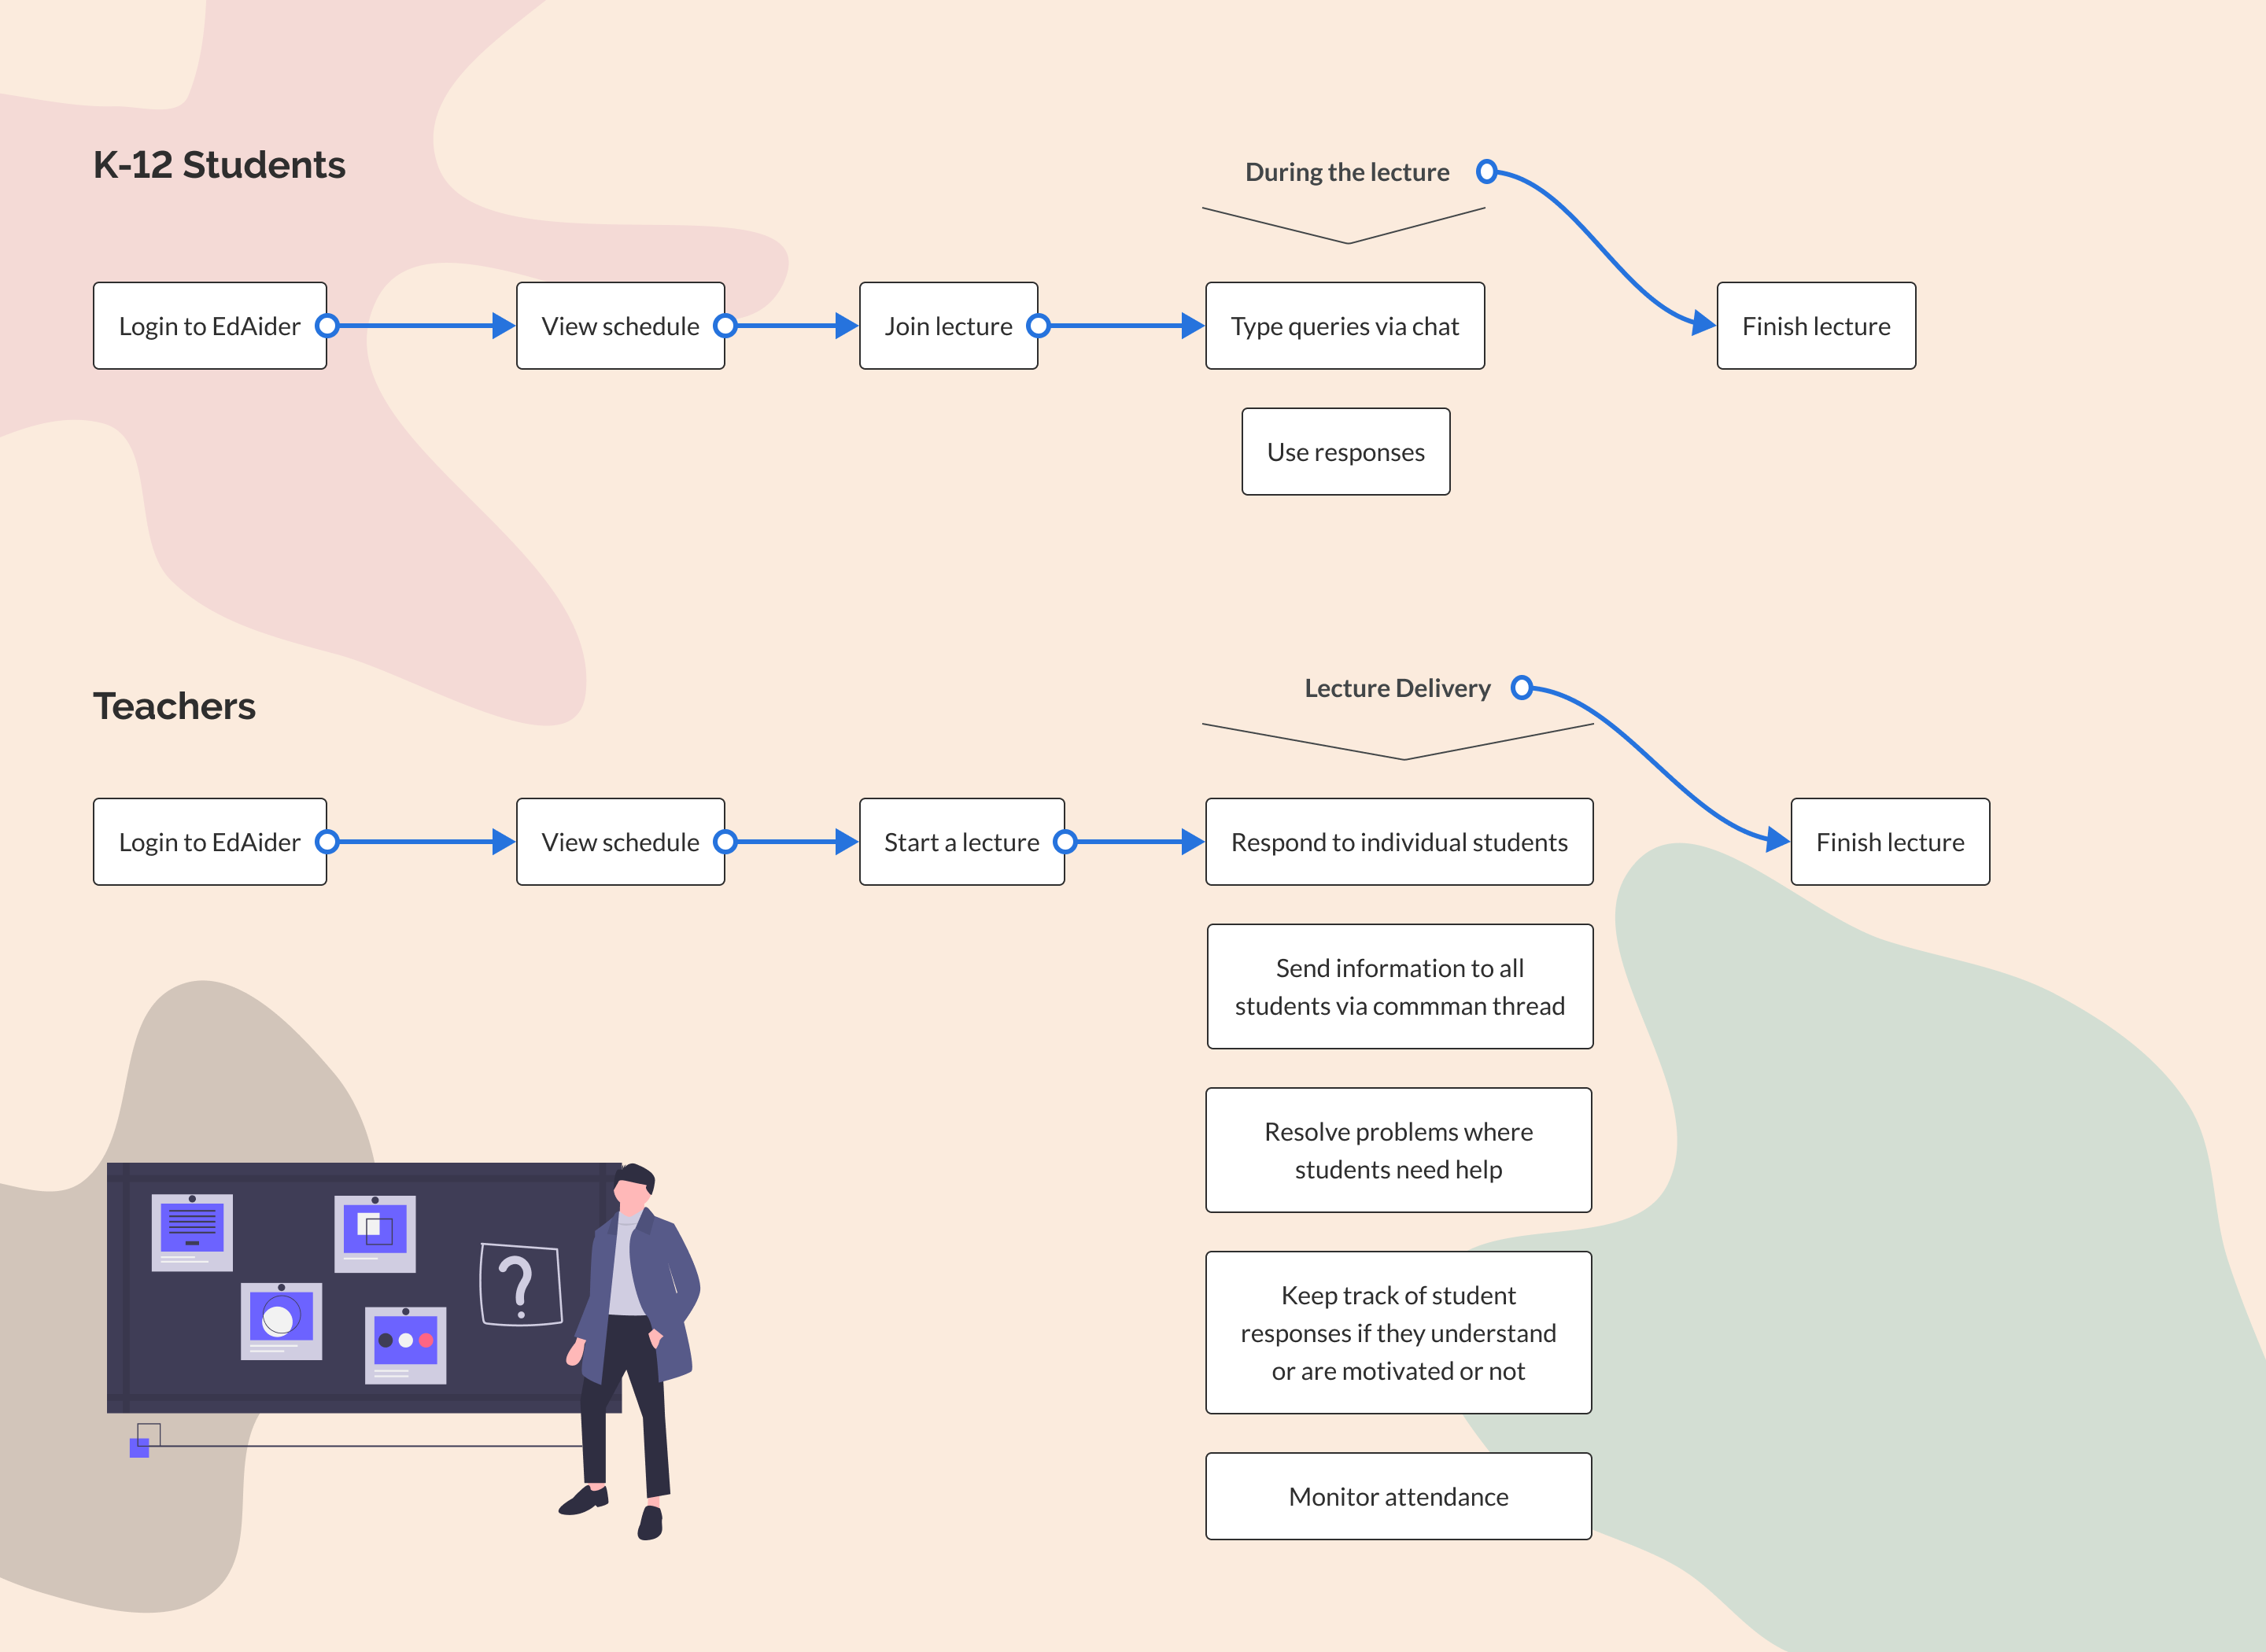 K-12 Students
During the lecture
Login to EdAider
View schedule
Join lecture
Type queries via chat
Finish lecture
Use responses
Teachers
Lecture Delivery
Login to EdAider
View schedule
Start a lecture
Respond to individual students
Finish lecture
Send information to all
students via commman thread
Resolve problems where
students need help
Keep track of student
responses if they understand
or are motivated or not
Monitor attendance
?